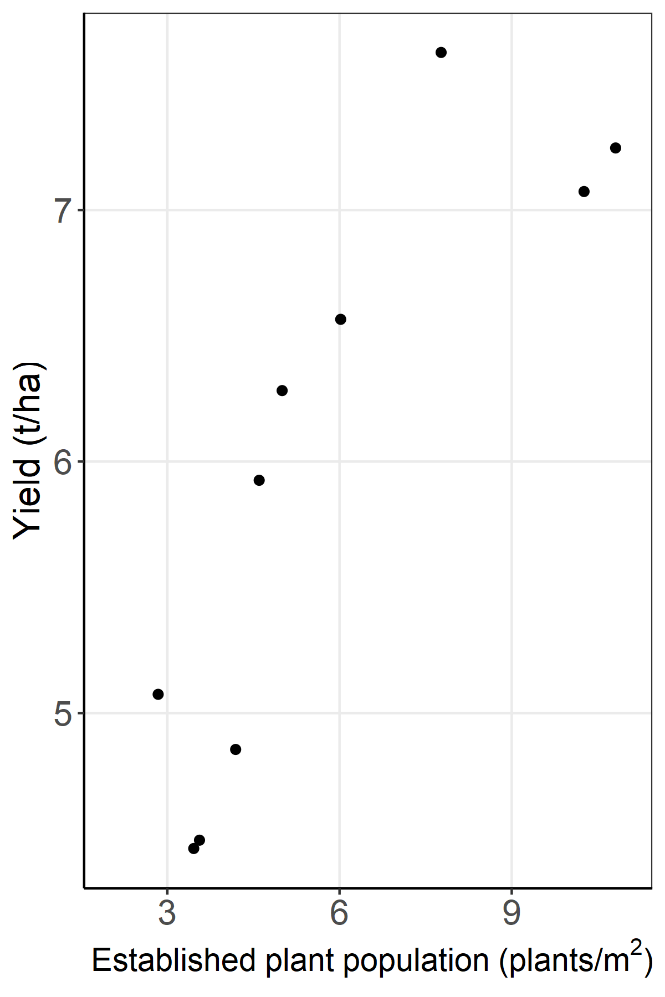 7
6
5
Yield (t/ha)
3 6 9
Established plant population (plants/m²)